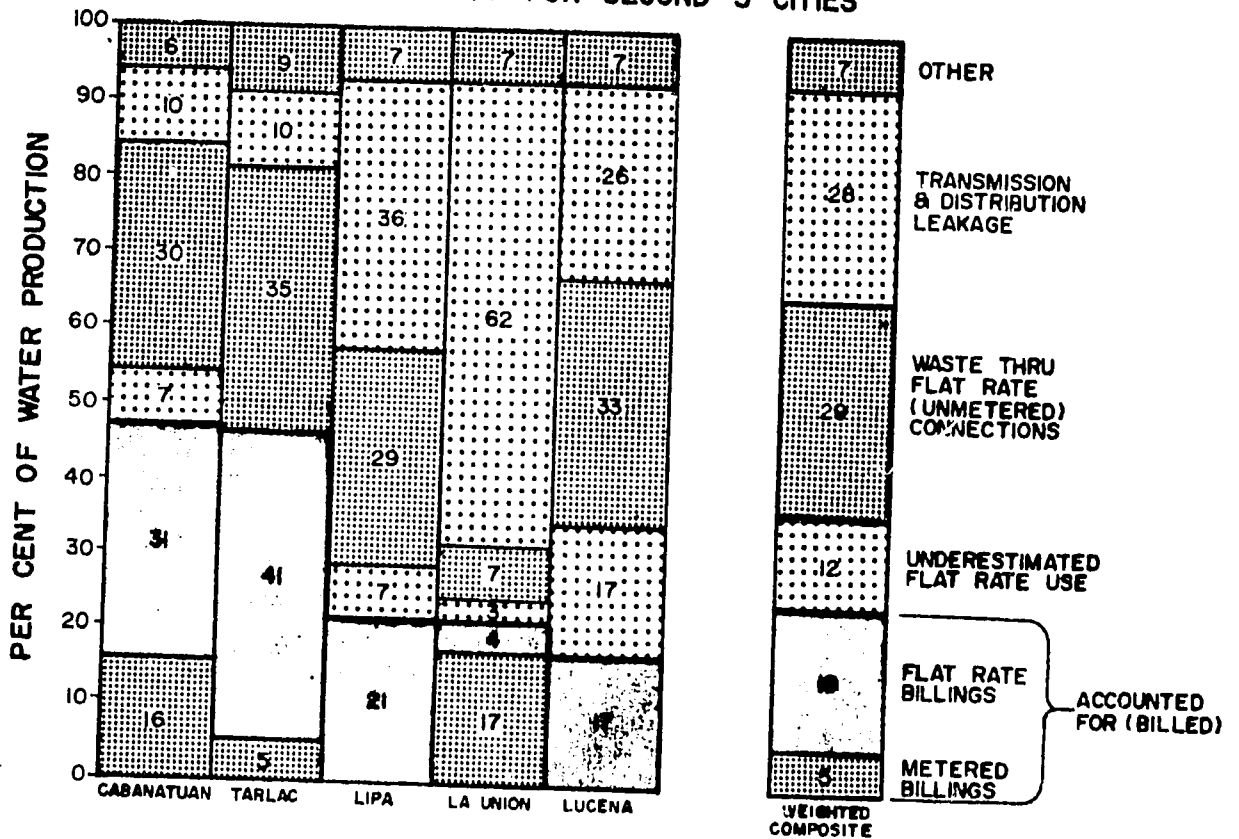 FOR SECOND 5 CITIES
PER CENT OF WATER PRODUCTION
100
90
80
70
60
50
40
30
20
10
0
6
10
30
7
31
16
9
10
35
41
5
7
36
29
7
21
7
62
7
3
4
17
7
26
33
17
17
7
28
29
12
5
CABANATUAN
TARLAC
LIPA
LA UNION
LUCENA
WEIGHTED
COMPOSITE
OTHER
TRANSMISSION
& DISTRIBUTION
LEAKAGE
WASTE THRU
FLAT RATE
(UNMETERED)
CONNECTIONS
UNDERESTIMATED
FLAT RATE USE
FLAT RATE
BILLINGS
METERED
BILLINGS
ACCOUNTED
FOR (BILLED)